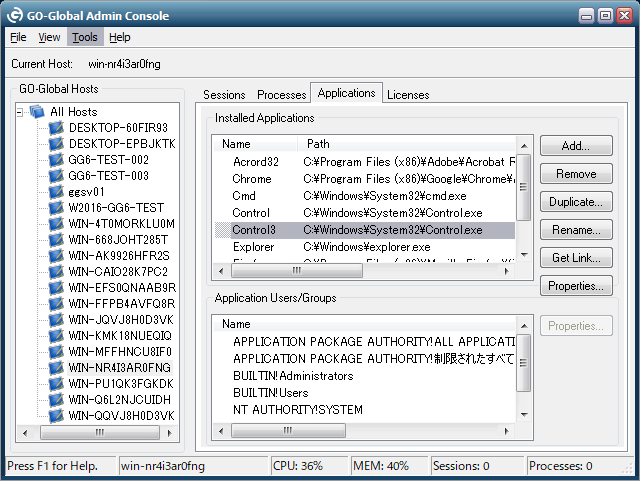 GO-Global Admin Console
File View Tools Help
Current Host: win-nr4i3ar0fng
GO-Global Hosts
All Hosts
DESKTOP-60FIR93
DESKTOP-EPBJKTK
GG6-TEST-002
GG6-TEST-003
ggsv01
W2016-GG6-TEST
WIN-4T0MORKLU0M
WIN-668JOHT285T
WIN-AK9926HFR2S
WIN-CAIO28K7PC2
WIN-EFS0QNAAB9R
WIN-FFPB4AVFQ8R
WIN-JQVJ8H0D3VK
WIN-KMK18NUEQIQ
WIN-MFFHNCU8IF0
WIN-NR4I3AR0FNG
WIN-PU1QK3FGKDK
WIN-Q6L2NJCUIDH
WIN-QQVJ8H0D3VK
Sessions Processes Applications Licenses
Installed Applications
Name Path
Acrord32 C:¥Program Files (x86)¥Adobe¥Acrobat R
Chrome C:¥Program Files (x86)¥Google¥Chrome¥
Cmd C:¥Windows¥System32¥cmd.exe
Control C:¥Windows¥System32¥Control.exe
Control3 C:¥Windows¥System32¥Control.exe
Explorer C:¥Windows¥explorer.exe
Add...
Remove
Duplicate...
Rename...
Get Link...
Properties...
Application Users/Groups
Name
APPLICATION PACKAGE AUTHORITY!ALL APPLICATI
APPLICATION PACKAGE AUTHORITY!制限されたすべて
BUILTIN!Administrators
BUILTIN!Users
NT AUTHORITY!SYSTEM
Properties...
Press F1 for Help. win-nr4i3ar0fng CPU: 36% MEM: 40% Sessions: 0 Processes: 0